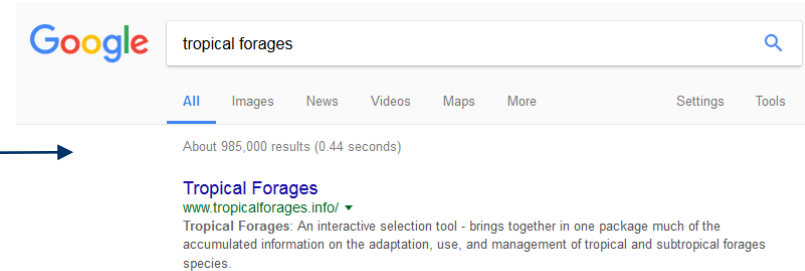 Google
tropical forages
All Images News Videos Maps More Settings Tools
About 985,000 results (0.44 seconds)
Tropical Forages
www.tropicalforages.info/
Tropical Forages: An interactive selection tool - brings together in one package much of the
accumulated information on the adaptation, use, and management of tropical and subtropical forages
species.